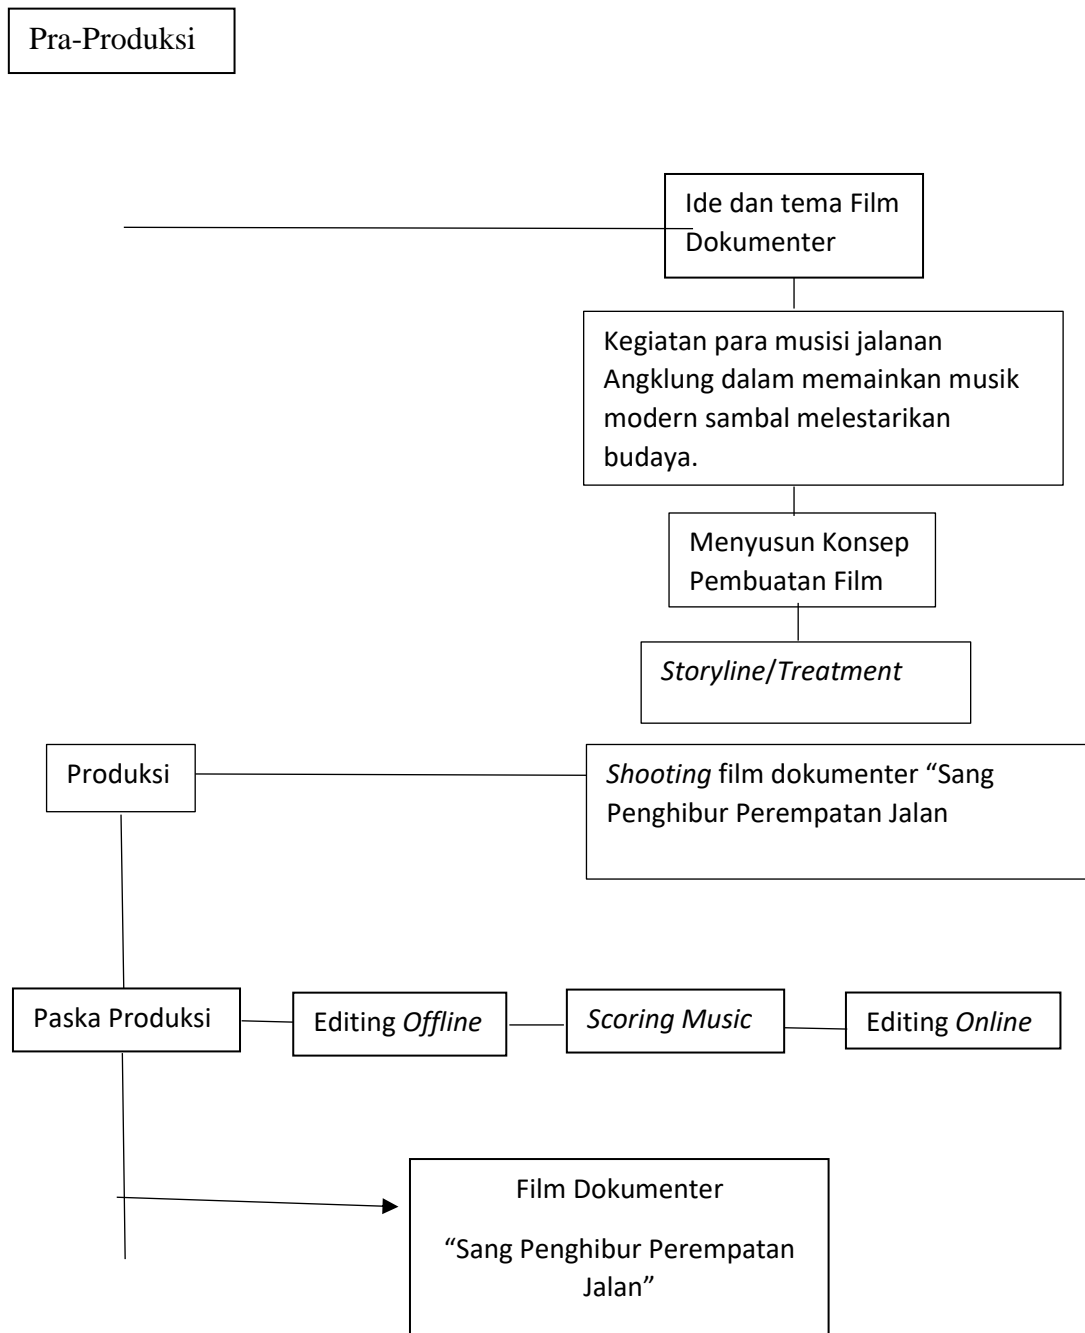 Pra-Produksi
Ide dan tema Film
Dokumenter
Kegiatan para musisi jalanan
Angklung dalam memainkan musik
modern sambal melestarikan
budaya.
Menyusun Konsep
Pembuatan Film
Storyline/Treatment
Produksi
Shooting film dokumenter “Sang
Penghibur Perempatan Jalan
Paska Produksi
Editing Offline
Scoring Music
Editing Online
Film Dokumenter
“Sang Penghibur Perempatan
Jalan”